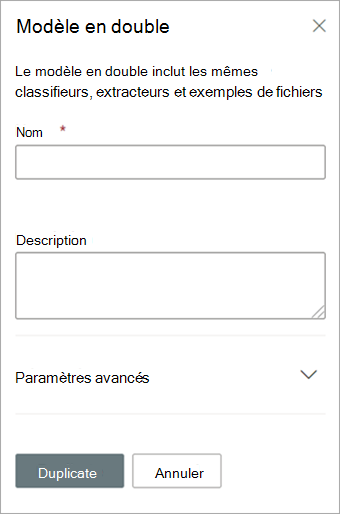 Modèle en double
Le modèle en double inclut les mêmes
classifieurs, extracteurs et exemples de fichiers
Nom *
Description
Paramètres avancés
Duplicate Annuler